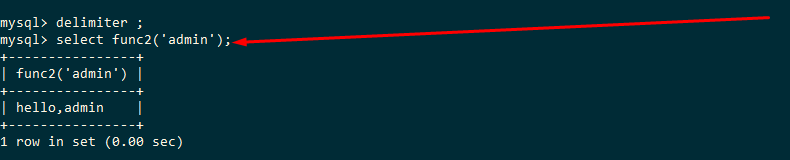 mysql> delimiter ;
mysql> select func2('admin');
+----------------+
| func2('admin') |
+----------------+
| hello,admin    |
+----------------+
1 row in set (0.00 sec)